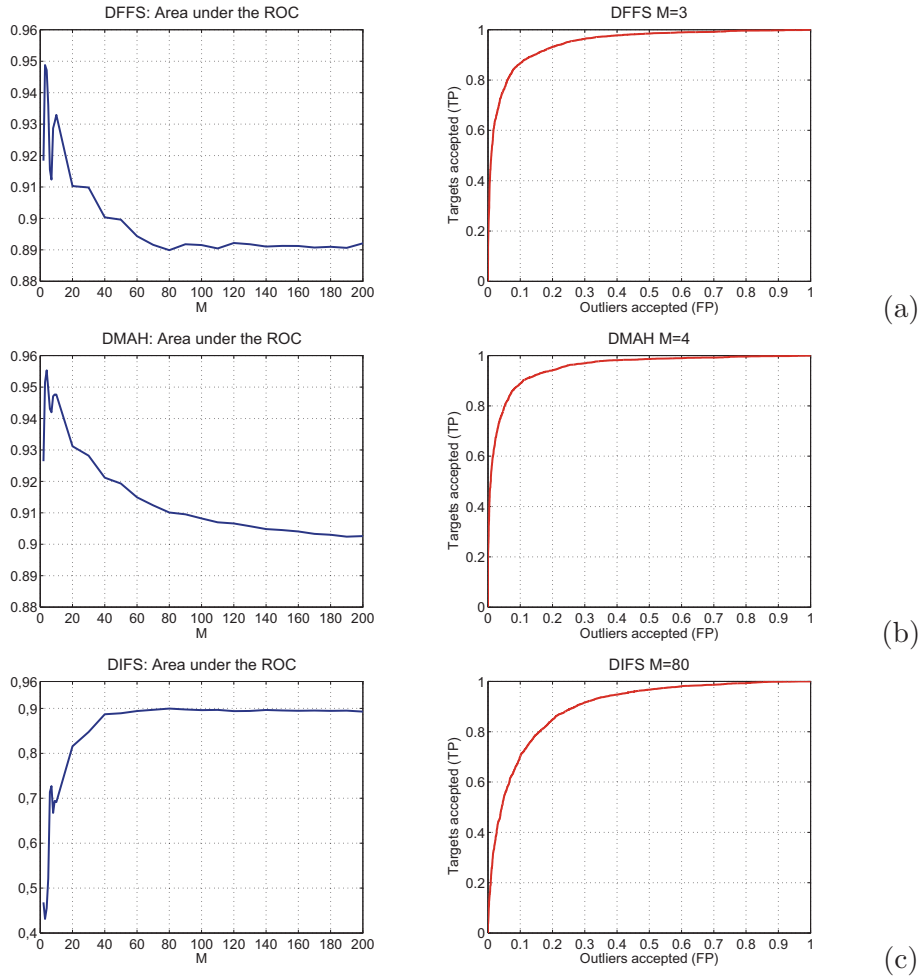 DFFS: Area under the ROC
0.96
0.95
0.94
0.93
0.92
0.91
0.9
0.89
0.88
0 20 40 60 80 100 120 140 160 180 200
M
DFFS M=3
Targets accepted (TP)
1
0.8
0.6
0.4
0.2
0
0 0.1 0.2 0.3 0.4 0.5 0.6 0.7 0.8 0.9 1
Outliers accepted (FP)
(a)
DMAH: Area under the ROC
0.96
0.95
0.94
0.93
0.92
0.91
0.9
0.89
0.88
0 20 40 60 80 100 120 140 160 180 200
M
DMAH M=4
Targets accepted (TP)
1
0.8
0.6
0.4
0.2
0
0 0.1 0.2 0.3 0.4 0.5 0.6 0.7 0.8 0.9 1
Outliers accepted (FP)
(b)
DIFS: Area under the ROC
0,96
0,9
0,8
0,7
0,6
0,5
0,4
0 20 40 60 80 100 120 140 160 180 200
M
DIFS M=80
Targets accepted (TP)
1
0.8
0.6
0.4
0.2
0
0 0.1 0.2 0.3 0.4 0.5 0.6 0.7 0.8 0.9 1
Outliers accepted (FP)
(c)